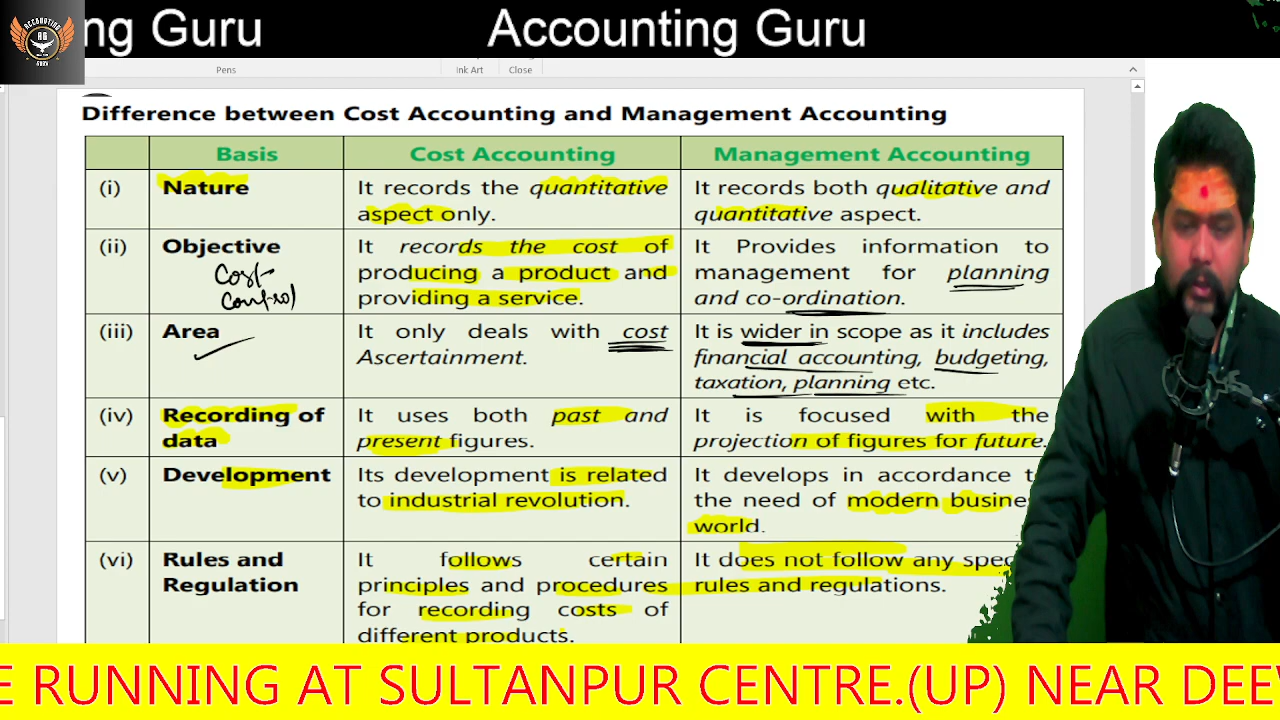 ng Guru Accounting Guru
ACCOUNTING
AG
GURU
Pens Ink Art Close
Difference between Cost Accounting and Management Accounting
Basis Cost Accounting Management Accounting
(i) Nature It records the quantitative It records both qualitative and
aspect only. quantitative aspect.
(ii) Objective It records the cost of It Provides information to
Cost producing a product and management for planning
Control providing a service. and co-ordination.
(iii) Area It only deals with cost It is wider in scope as it includes
Ascertainment. financial accounting, budgeting,
taxation, planning etc.
(iv) Recording of It uses both past and It is focused with the
data present figures. projection of figures for future.
(v) Development Its development is related It develops in accordance t
to industrial revolution. the need of modern busine
world.
(vi) Rules and It follows certain It does not follow any spec
Regulation principles and procedures rules and regulations.
for recording costs of
different products.
E RUNNING AT SULTANPUR CENTRE.(UP) NEAR DEEW